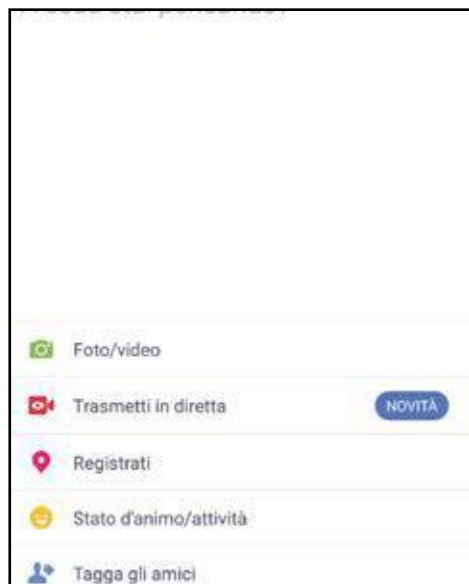 Foto/video
Trasmetti in diretta NOVITÀ
Registrati
Stato d'animo/attività
Tagga gli amici